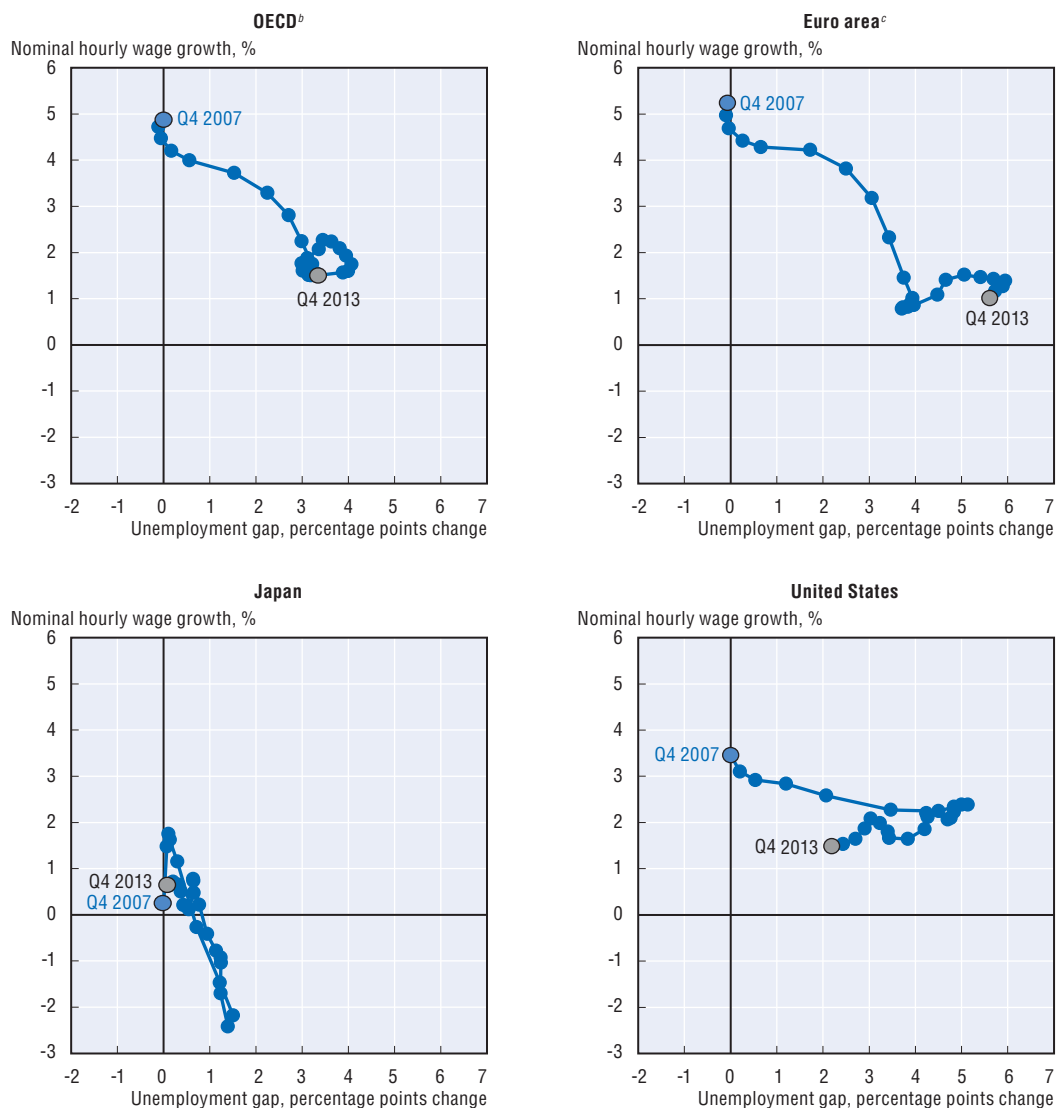 OECDᵇ
Nominal hourly wage growth, %
6
5
4
3
2
1
0
-1
-2
-3
Q4 2007
Q4 2013
-2 -1 0 1 2 3 4 5 6 7
Unemployment gap, percentage points change
Euro areaᶜ
Nominal hourly wage growth, %
6
5
4
3
2
1
0
-1
-2
-3
Q4 2007
Q4 2013
-2 -1 0 1 2 3 4 5 6 7
Unemployment gap, percentage points change
Japan
Nominal hourly wage growth, %
6
5
4
3
2
1
0
-1
-2
-3
Q4 2013
Q4 2007
-2 -1 0 1 2 3 4 5 6 7
Unemployment gap, percentage points change
United States
Nominal hourly wage growth, %
6
5
4
3
2
1
0
-1
-2
-3
Q4 2007
Q4 2013
-2 -1 0 1 2 3 4 5 6 7
Unemployment gap, percentage points change